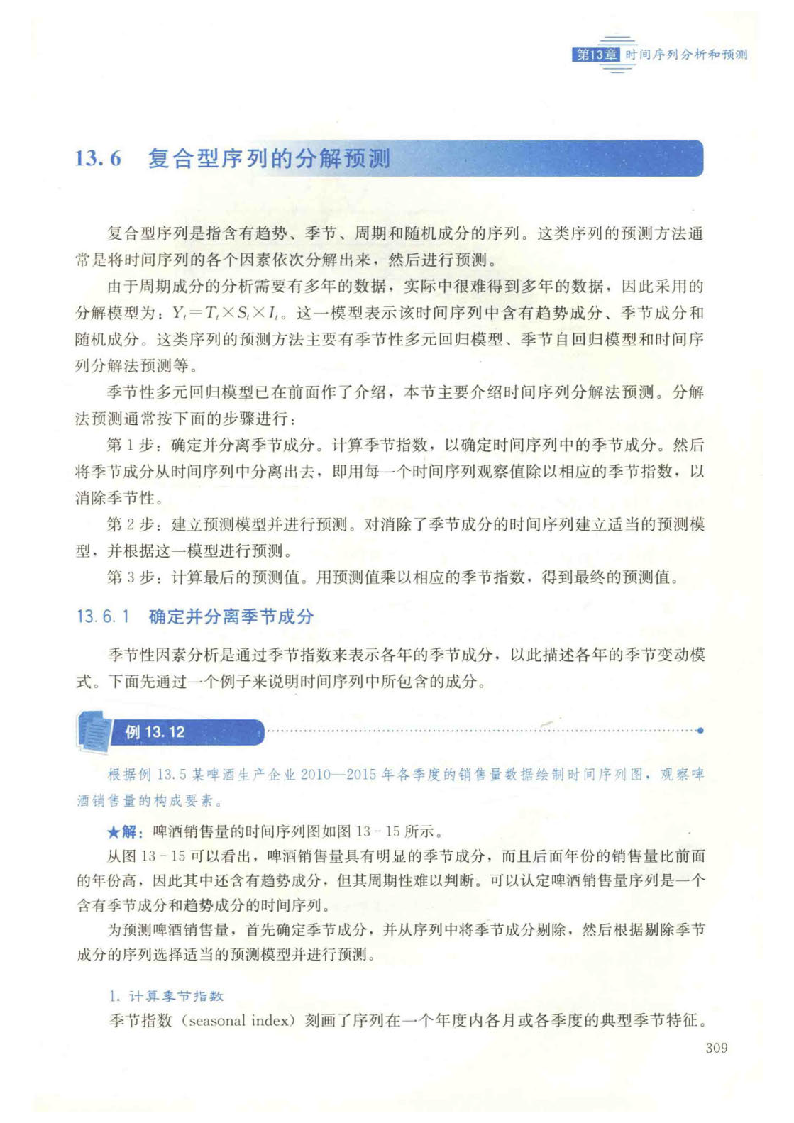 第13章 时间序列分析和预测
13.6 复合型序列的分解预测
复合型序列是指含有趋势、季节、周期和随机成分的序列。这类序列的预测方法通
常是将时间序列的各个因素依次分解出来，然后进行预测。
由于周期成分的分析需要有多年的数据，实际中很难得到多年的数据，因此采用的
分解模型为：Yₜ=Tₜ×Sₜ×Iₜ。这一模型表示该时间序列中含有趋势成分、季节成分和
随机成分。这类序列的预测方法主要有季节性多元回归模型、季节自回归模型和时间序
列分解法预测等。
季节性多元回归模型已在前面作了介绍，本节主要介绍时间序列分解法预测。分解
法预测通常按下面的步骤进行：
第1步：确定并分离季节成分。计算季节指数，以确定时间序列中的季节成分。然后
将季节成分从时间序列中分离出去，即用每一个时间序列观察值除以相应的季节指数，以
消除季节性。
第2步：建立预测模型并进行预测。对消除了季节成分的时间序列建立适当的预测模
型，并根据这一模型进行预测。
第3步：计算最后的预测值。用预测值乘以相应的季节指数，得到最终的预测值。
13.6.1 确定并分离季节成分
季节性因素分析是通过季节指数来表示各年的季节成分，以此描述各年的季节变动模
式。下面先通过一个例子来说明时间序列中所包含的成分。
例 13.12
根据例 13.5 某啤酒生产企业 2010—2015 年各季度的销售量数据绘制时间序列图，观察啤
酒销售量的构成要素。
★解：啤酒销售量的时间序列图如图 13-15 所示。
从图 13-15 可以看出，啤酒销售量具有明显的季节成分，而且后面年份的销售量比前面
的年份高，因此其中还含有趋势成分，但其周期性难以判断。可以认定啤酒销售量序列是一个
含有季节成分和趋势成分的时间序列。
为预测啤酒销售量，首先确定季节成分，并从序列中将季节成分剔除，然后根据剔除季节
成分的序列选择适当的预测模型并进行预测。
1. 计算季节指数
季节指数（seasonal index）刻画了序列在一个年度内各月或各季度的典型季节特征。
309